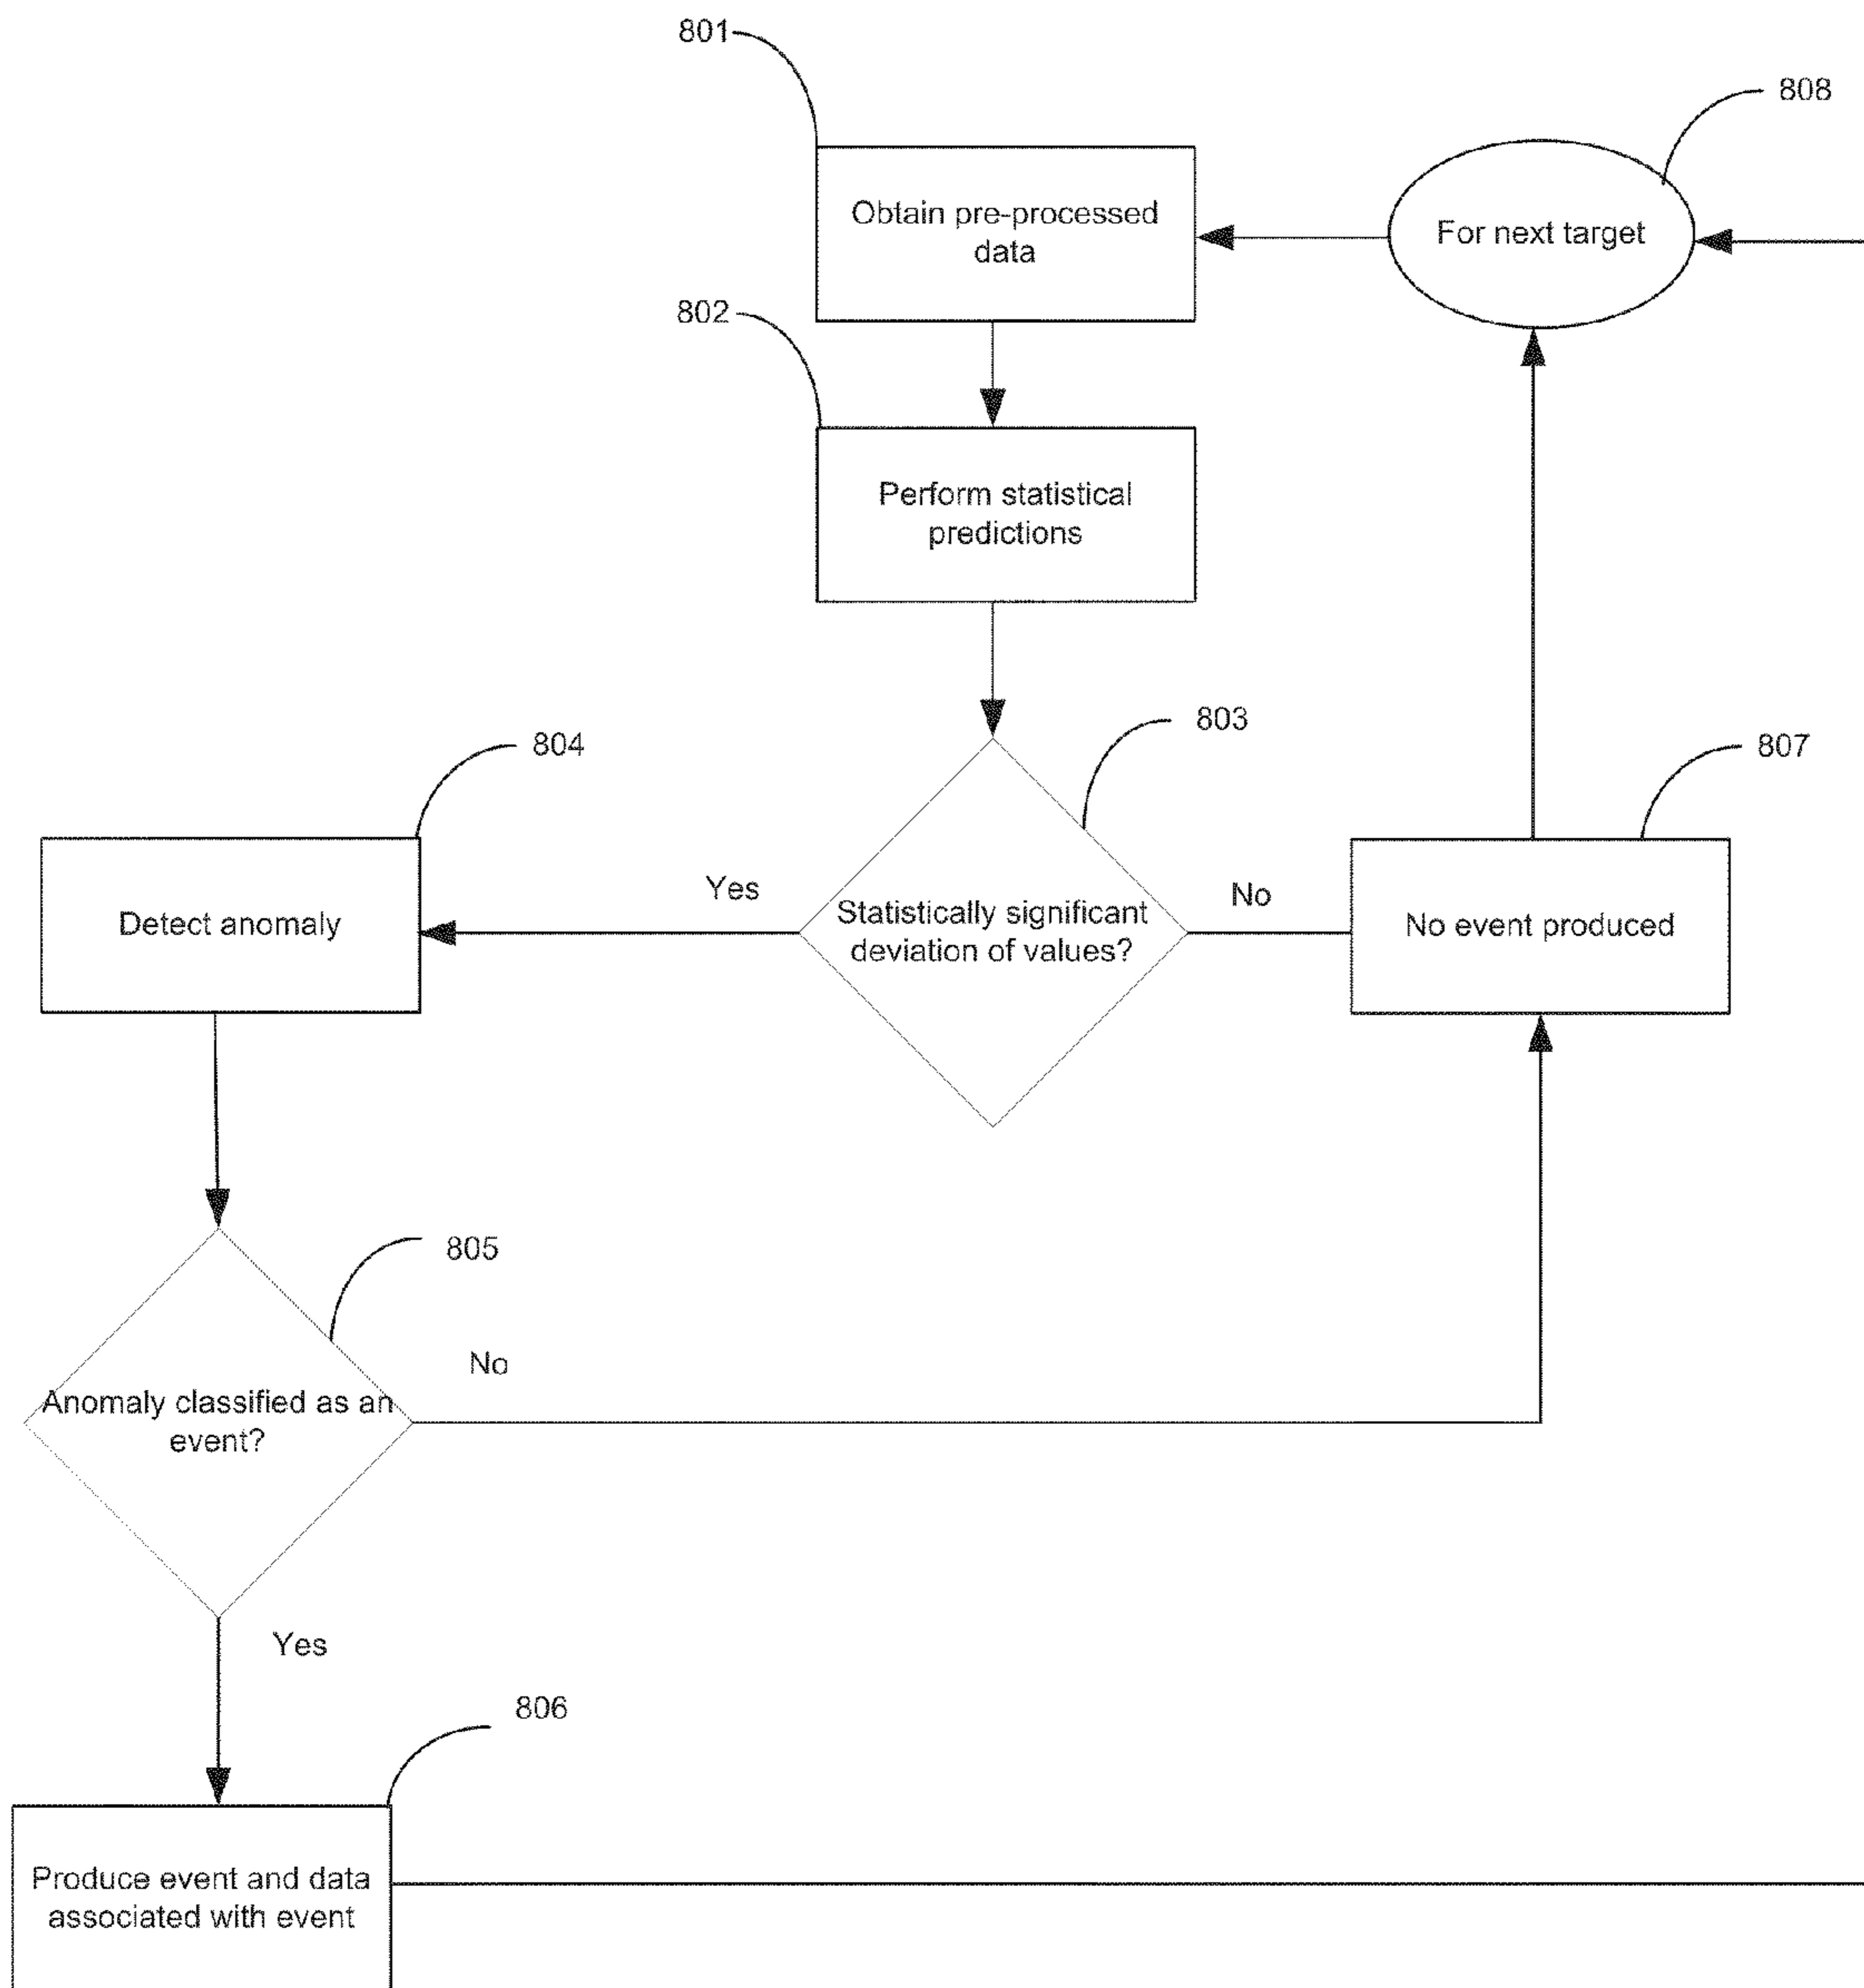 801
808
Obtain pre-processed
data
For next target
802
Perform statistical
predictions
803
804
807
Yes
No
Detect anomaly
Statistically significant
deviation of values?
No event produced
805
No
Anomaly classified as an
event?
Yes
806
Produce event and data
associated with event